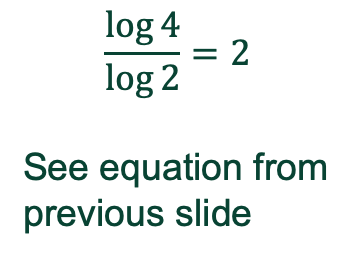 log 4
log 2
= 2
See equation from
previous slide